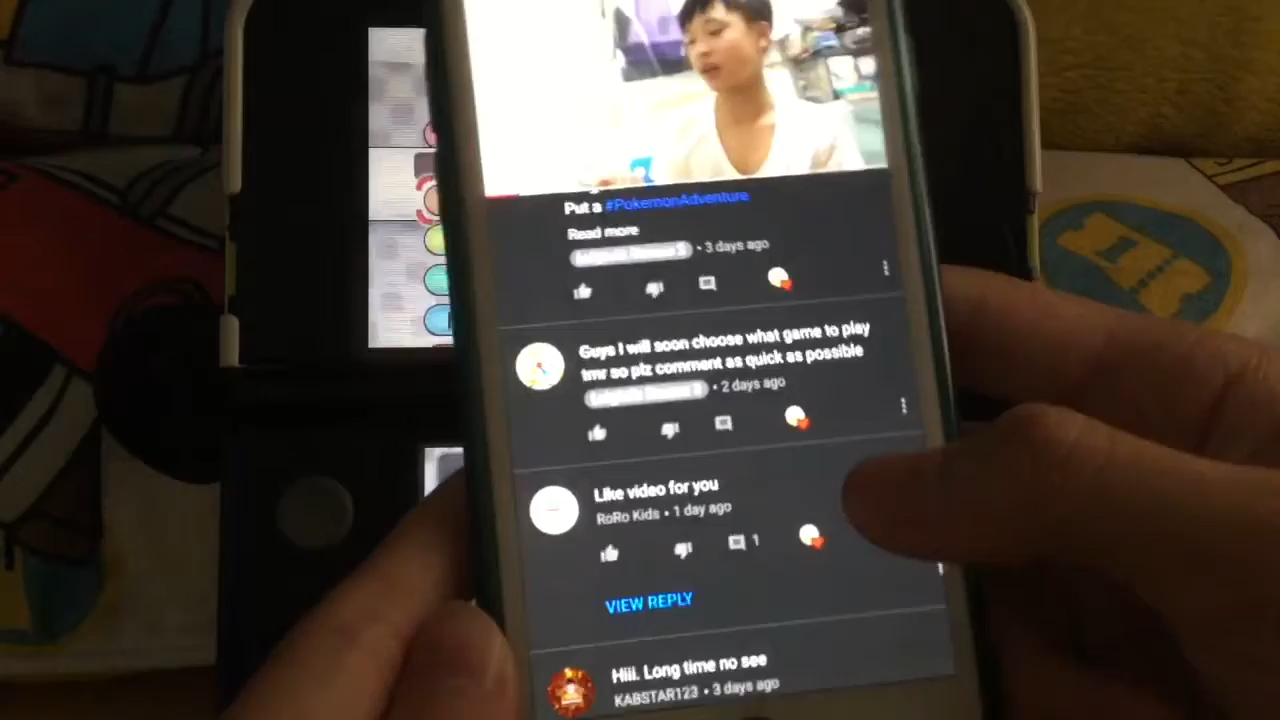 Put a #PokemonAdventure
Read more
• 3 days ago
Guys I will soon choose what game to play
tmr so plz comment as quick as possible
• 2 days ago
Like video for you
RoRo Kids • 1 day ago
1
VIEW REPLY
Hiii. Long time no see
KABSTAR123 • 3 days ago